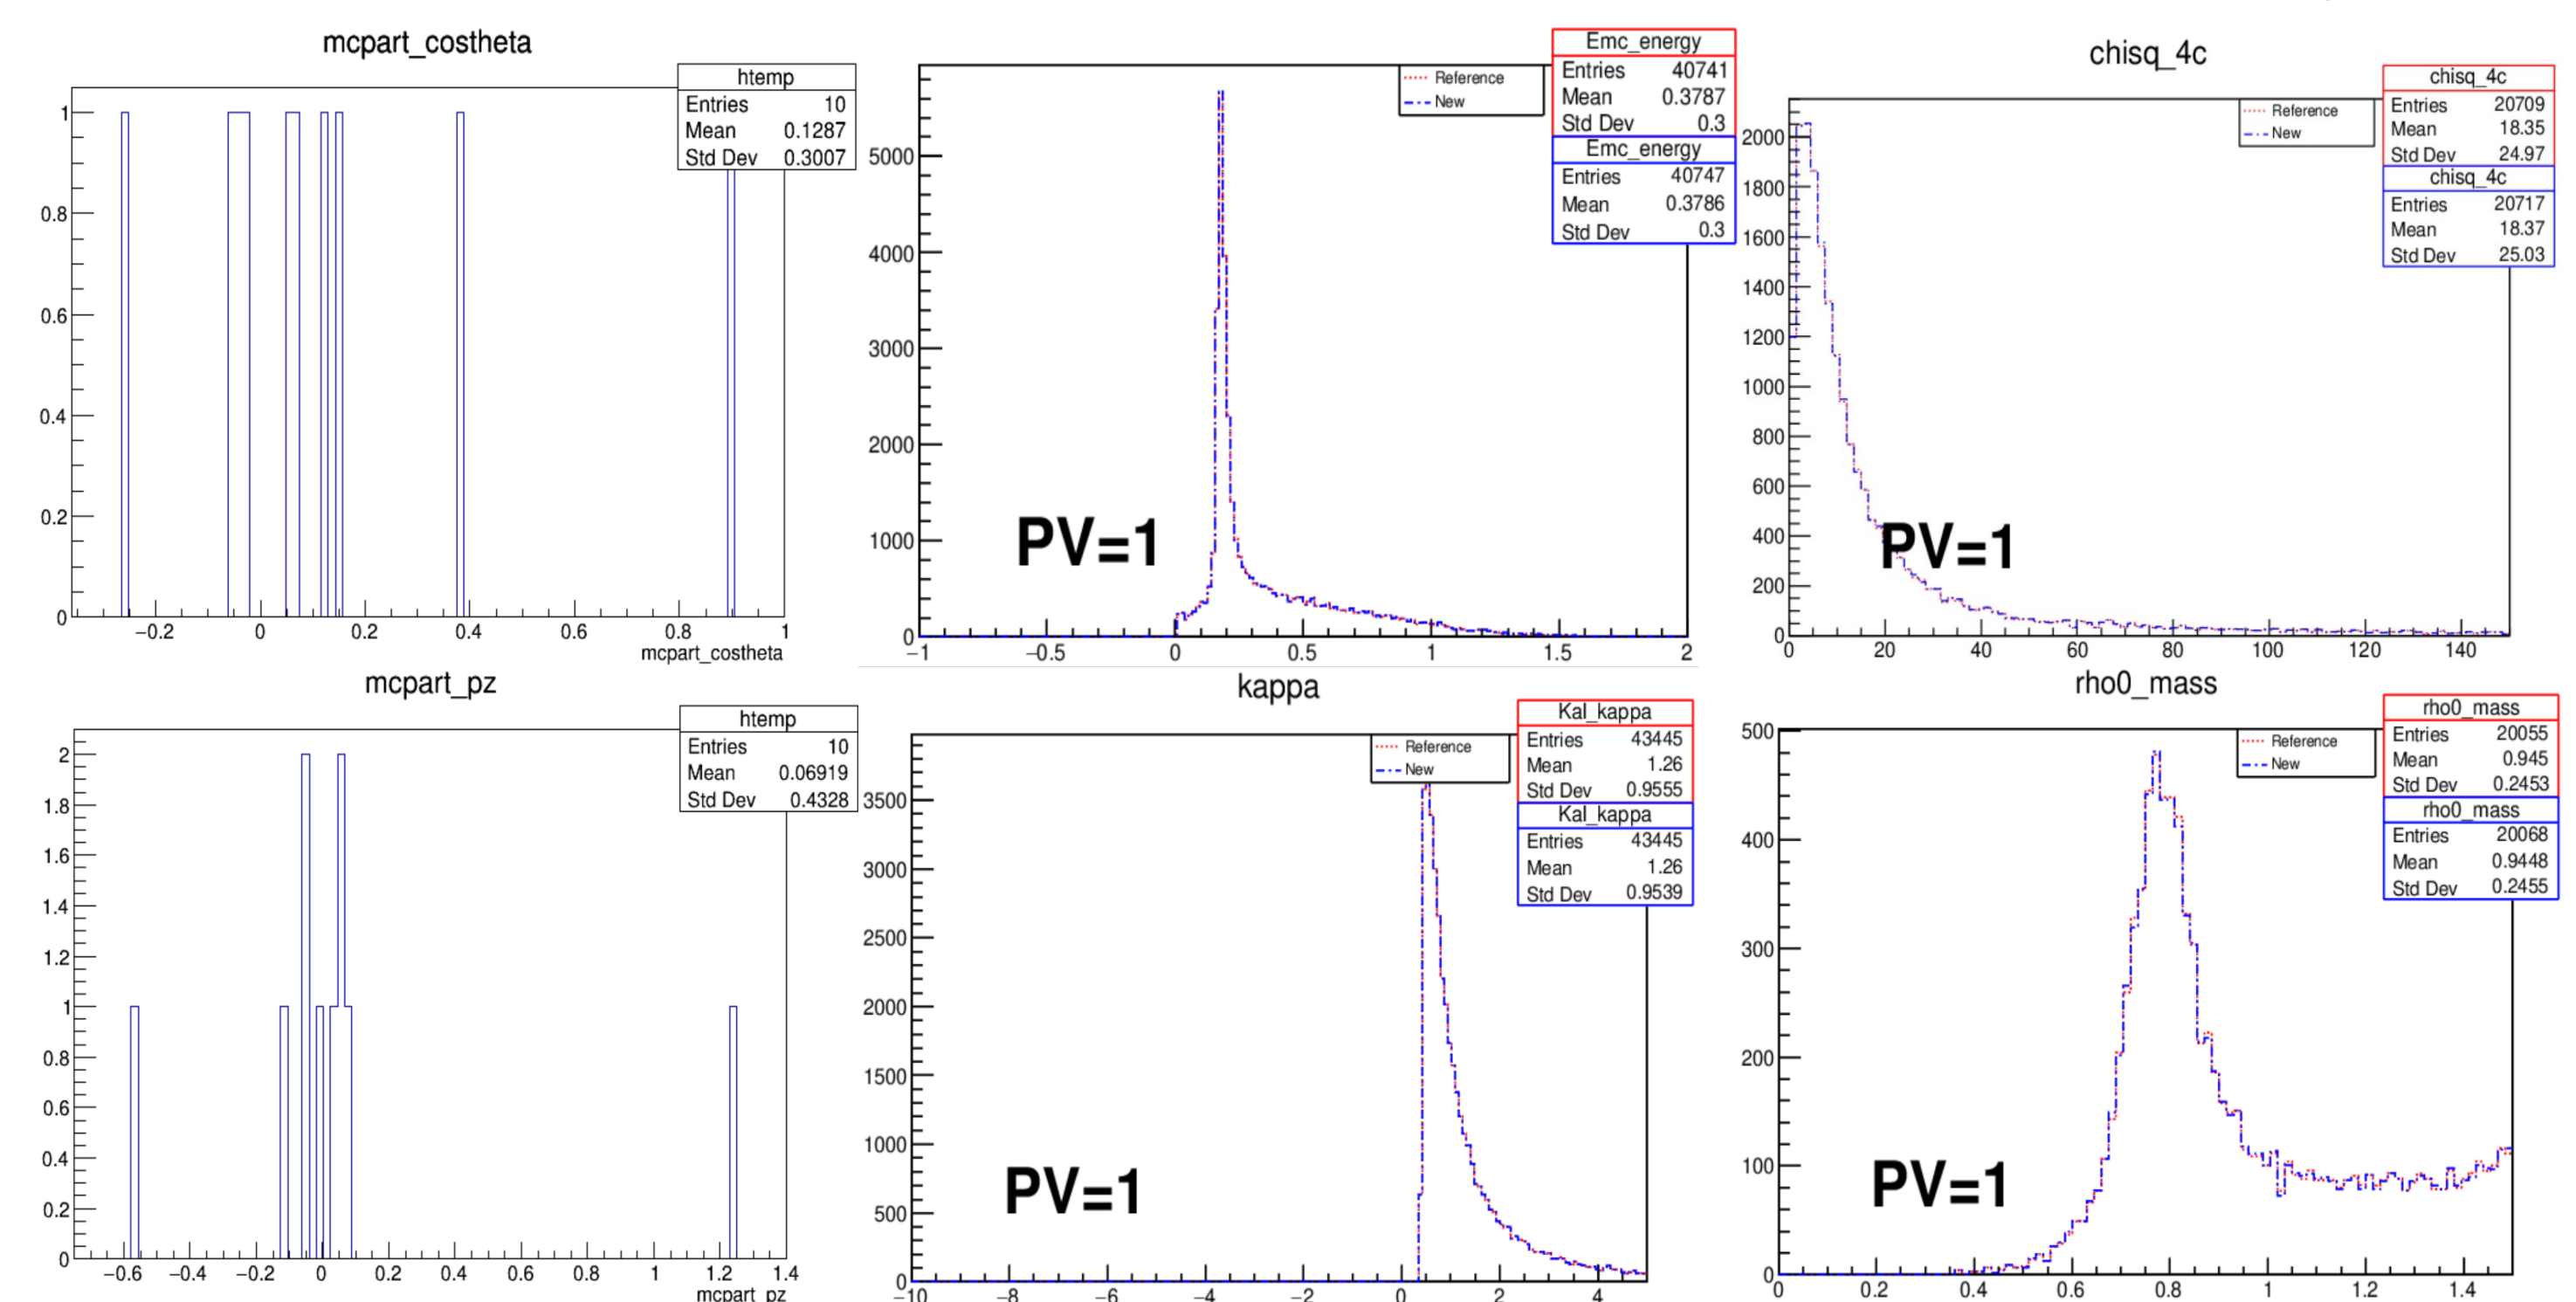 mcpart_costheta
htemp
Entries 10
Mean 0.1287
Std Dev 0.3007
1
0.8
0.6
0.4
0.2
0
−0.2 0 0.2 0.4 0.6 0.8 1
mcpart_costheta
Reference
New
Emc_energy
Entries 40741
Mean 0.3787
Std Dev 0.3
Emc_energy
Entries 40747
Mean 0.3786
Std Dev 0.3
5000
4000
3000
2000
1000
0
PV=1
−1 −0.5 0 0.5 1 1.5 2
chisq_4c
Reference
New
chisq_4c
Entries 20709
Mean 18.35
Std Dev 24.97
chisq_4c
Entries 20717
Mean 18.37
Std Dev 25.03
2000
1800
1600
1400
1200
1000
800
600
400
200
0
PV=1
0 20 40 60 80 100 120 140
mcpart_pz
htemp
Entries 10
Mean 0.06919
Std Dev 0.4328
2
1.8
1.6
1.4
1.2
1
0.8
0.6
0.4
0.2
0
−0.6 −0.4 −0.2 0 0.2 0.4 0.6 0.8 1 1.2 1.4
mcpart_pz
kappa
Reference
New
Kal_kappa
Entries 43445
Mean 1.26
Std Dev 0.9555
Kal_kappa
Entries 43445
Mean 1.26
Std Dev 0.9539
3500
3000
2500
2000
1500
1000
500
0
PV=1
−10 −8 −6 −4 −2 0 2 4
rho0_mass
Reference
New
rho0_mass
Entries 20055
Mean 0.945
Std Dev 0.2453
rho0_mass
Entries 20068
Mean 0.9448
Std Dev 0.2455
500
400
300
200
100
0
PV=1
0 0.2 0.4 0.6 0.8 1 1.2 1.4